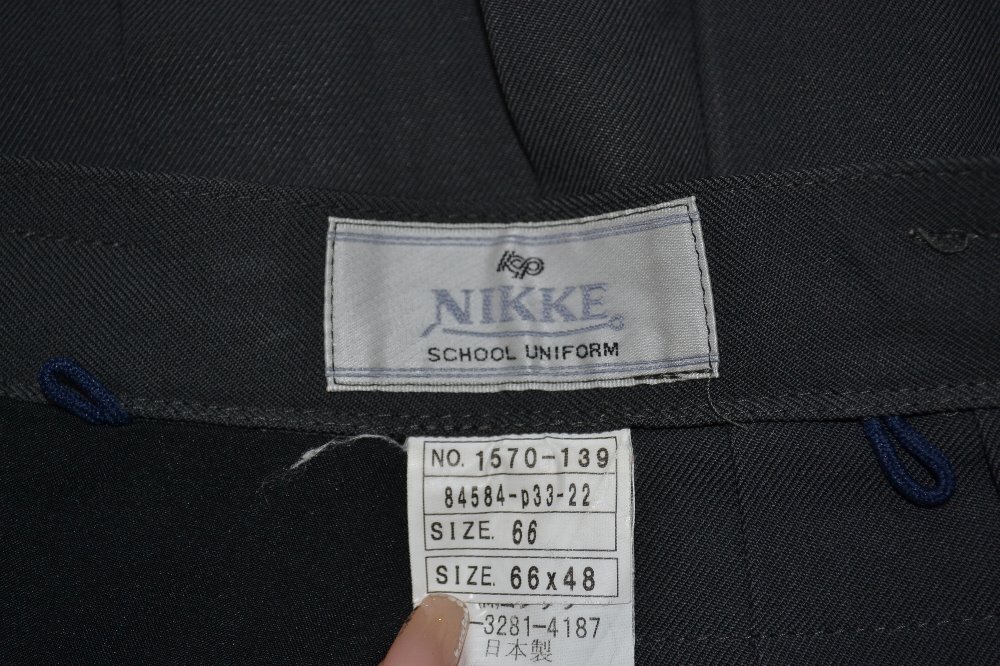 NIKKE
SCHOOL UNIFORM
NO. 1570-139
84584-p33-22
SIZE. 66
SIZE. 66x48
-3281-4187
日本製